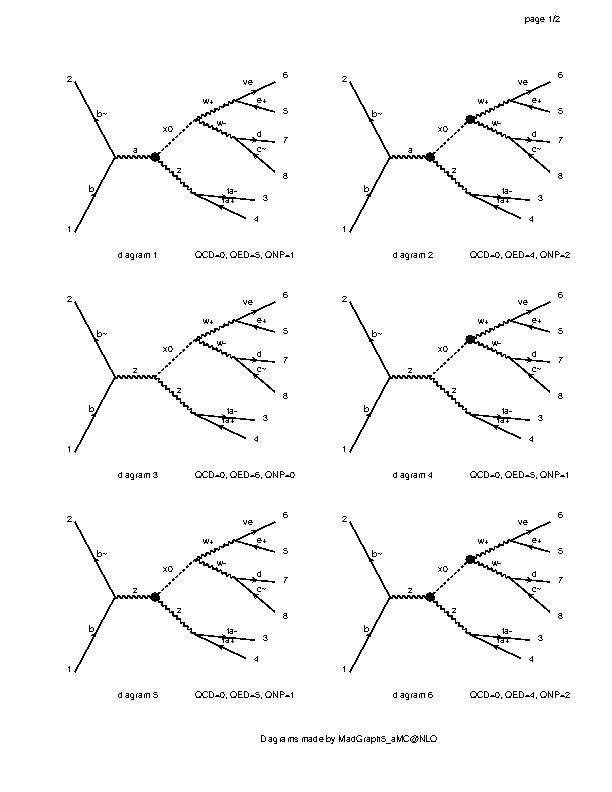 page 1/2
2 b~ b 1 a x0 z w+ w- ve e+ d c~ ta- ta+ 6 5 7 8 3 4
diagram 1 QCD=0, QED=5, QNP=1
2 b~ b 1 a x0 z w+ w- ve e+ d c~ ta- ta+ 6 5 7 8 3 4
diagram 2 QCD=0, QED=4, QNP=2
2 b~ b 1 z x0 z w+ w- ve e+ d c~ ta- ta+ 6 5 7 8 3 4
diagram 3 QCD=0, QED=6, QNP=0
2 b~ b 1 z x0 z w+ w- ve e+ d c~ ta- ta+ 6 5 7 8 3 4
diagram 4 QCD=0, QED=5, QNP=1
2 b~ b 1 z x0 z w+ w- ve e+ d c~ ta- ta+ 6 5 7 8 3 4
diagram 5 QCD=0, QED=5, QNP=1
2 b~ b 1 z x0 z w+ w- ve e+ d c~ ta- ta+ 6 5 7 8 3 4
diagram 6 QCD=0, QED=4, QNP=2
Diagrams made by MadGraph5_aMC@NLO